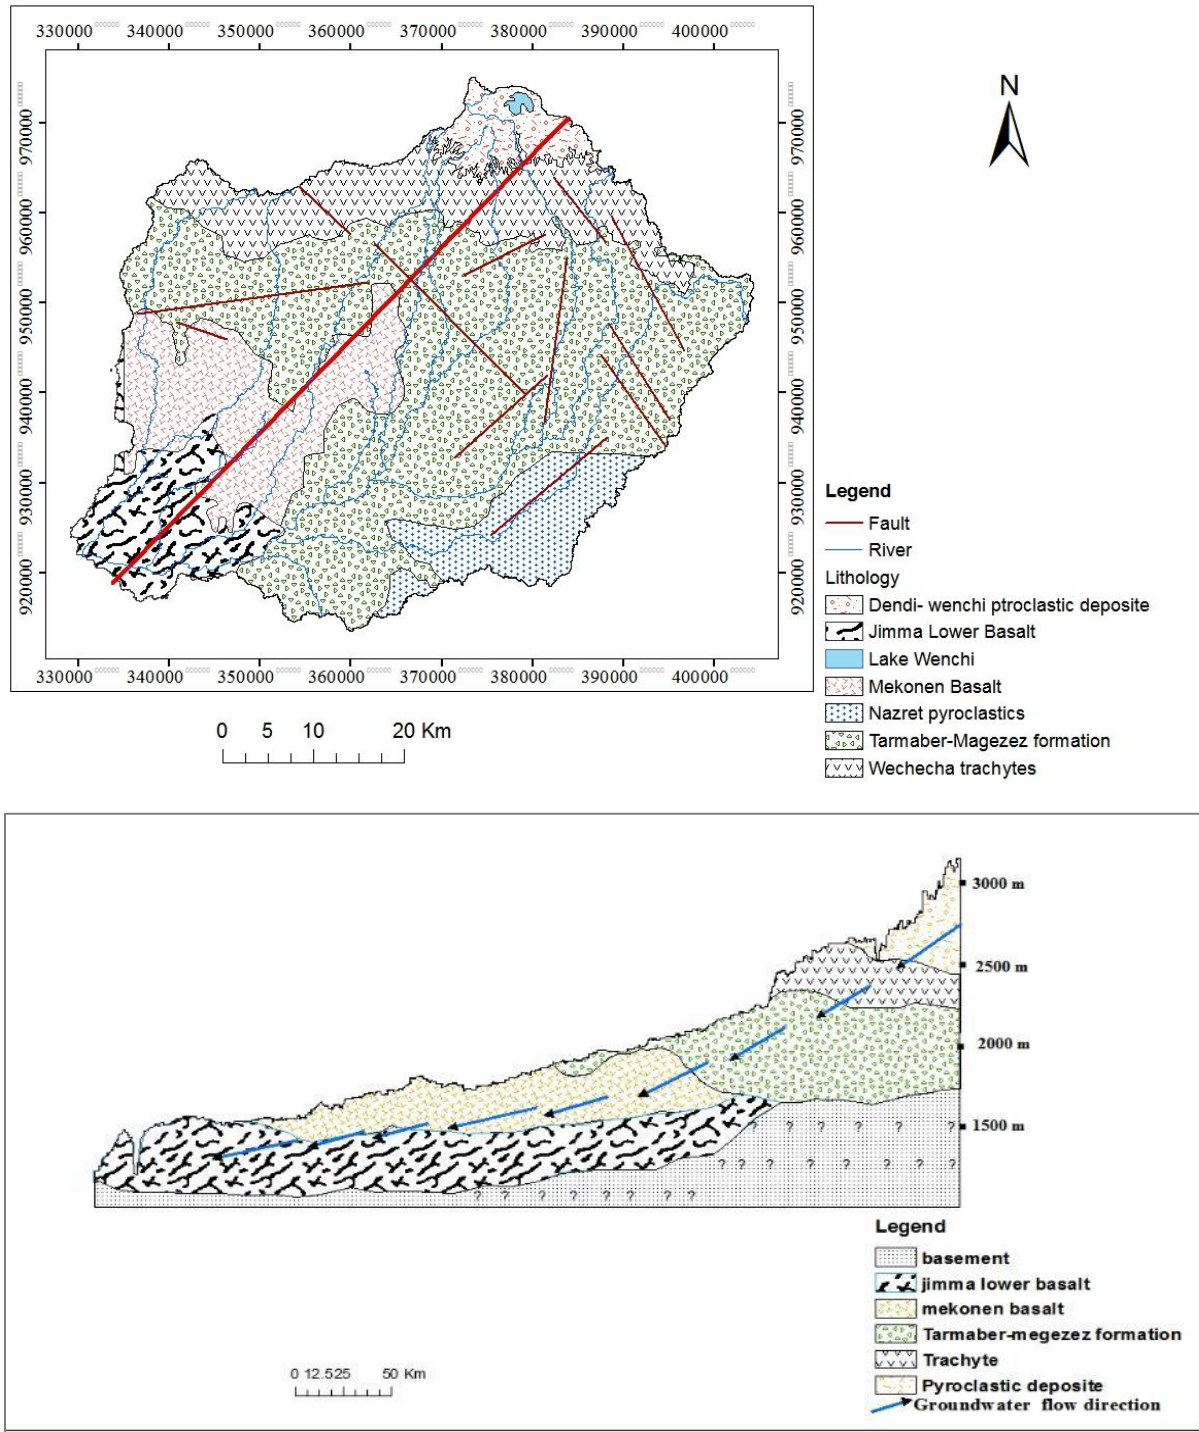 330000 340000 350000 360000 370000 380000 390000 400000
970000 970000
960000 960000
950000 950000
940000 940000
930000 930000
920000 920000
330000 340000 350000 360000 370000 380000 390000 400000
N
0 5 10 20 Km
Legend
Fault
River
Lithology
Dendi- wenchi ptroclastic deposite
Jimma Lower Basalt
Lake Wenchi
Mekonen Basalt
Nazret pyroclastics
Tarmaber-Magezez formation
Wechecha trachytes
3000 m
2500 m
2000 m
1500 m
? ? ? ? ? ?
? ? ? ? ? ? ?
? ? ? ? ? ? ? ?
Legend
basement
jimma lower basalt
mekonen basalt
Tarmaber-megezez formation
Trachyte
Pyroclastic deposite
Groundwater flow direction
0 12.525 50 Km